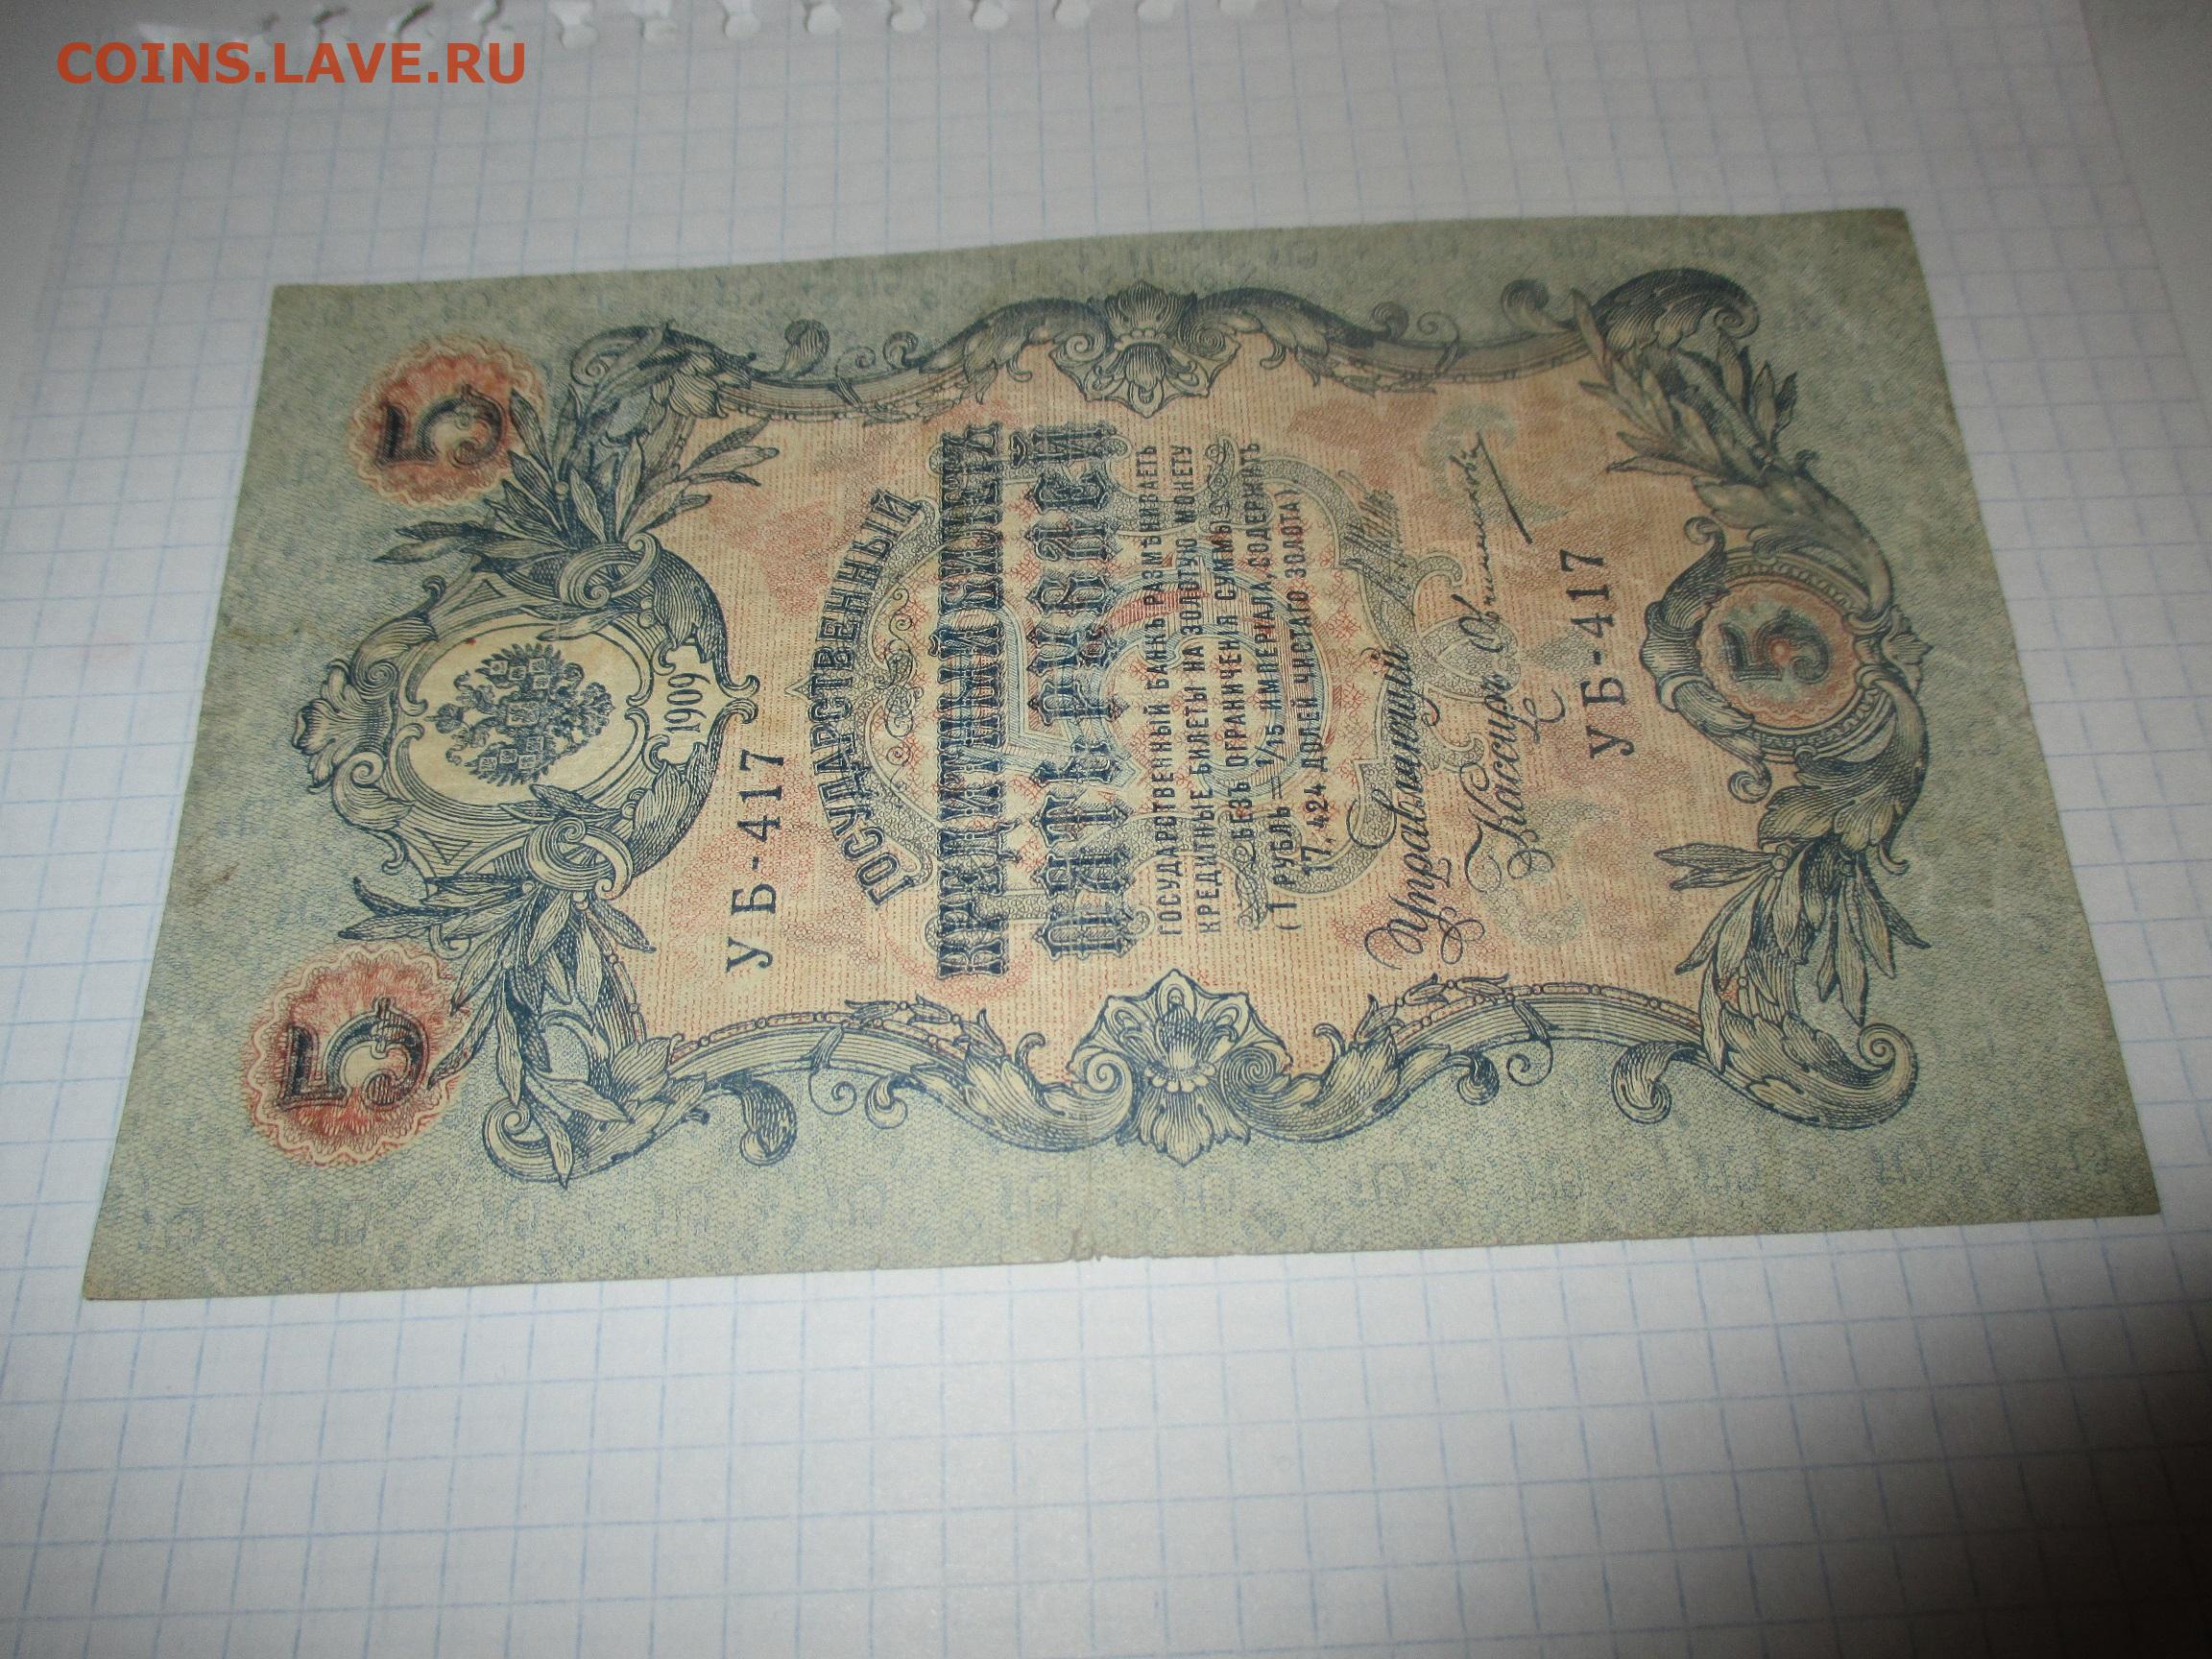 COINS.LAVE.RU
5
5
1909
УБ-417
ГОСУДАРСТВЕННЫЙ
КРЕДИТНЫЙ БИЛЕТЪ
ПЯТЬ РУБЛЕЙ
ГОСУДАРСТВЕННЫЙ БАНКЪ РАЗМѢНИВАЕТЪ
КРЕДИТНЫЕ БИЛЕТЫ НА ЗОЛОТУЮ МОНЕТУ
БЕЗЪ ОГРАНИЧЕНІЯ СУММЫ
(1 РУБЛЬ = 1/15 ИМПЕРІАЛА, СОДЕРЖИТЪ
17,424 ДОЛЕЙ ЧИСТАГО ЗОЛОТА)
Управляющій
Кассиръ Овчинниковъ
УБ-417
5